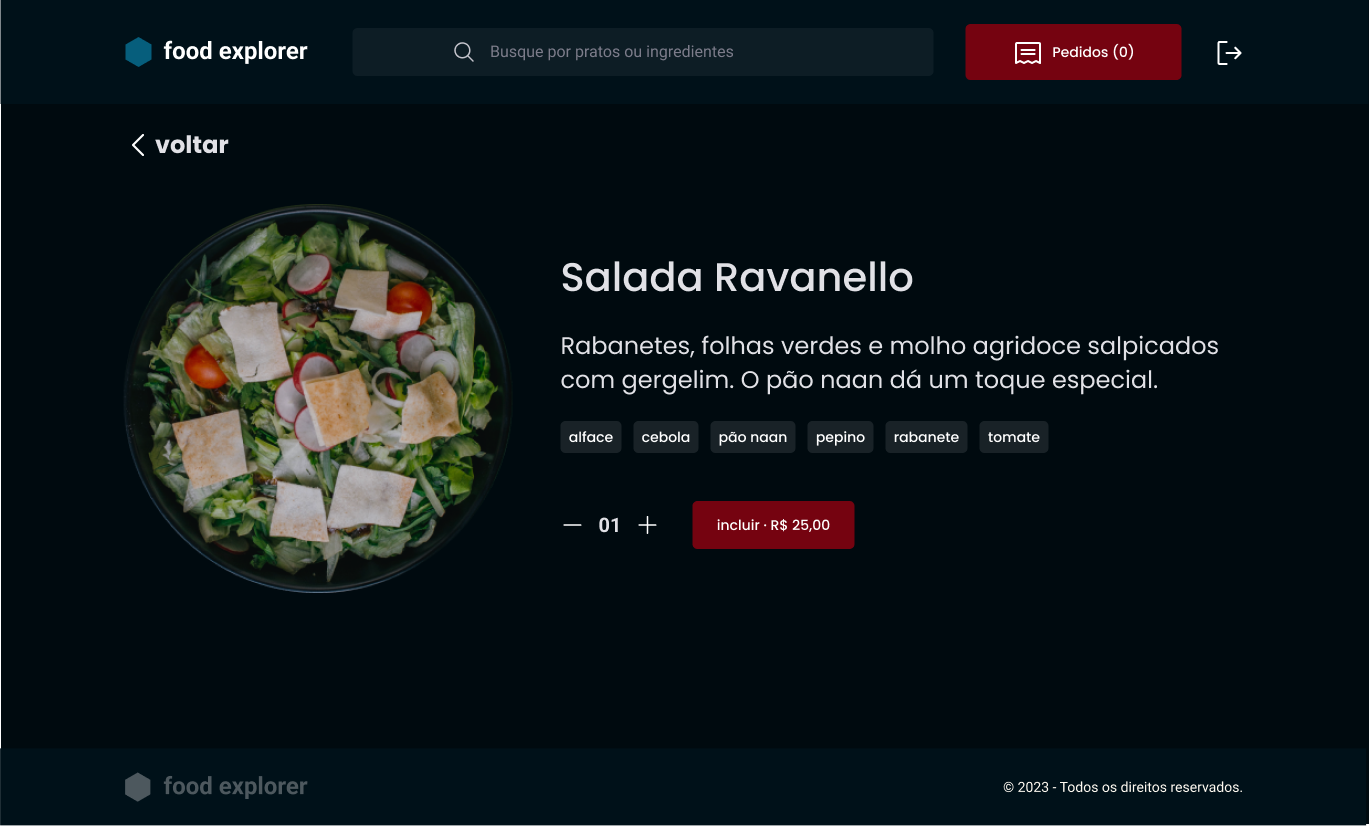 food explorer
Busque por pratos ou ingredientes
Pedidos (0)
voltar
Salada Ravanello
Rabanetes, folhas verdes e molho agridoce salpicados
com gergelim. O pão naan dá um toque especial.
alface cebola pão naan pepino rabanete tomate
01
incluir · R$ 25,00
food explorer
© 2023 - Todos os direitos reservados.